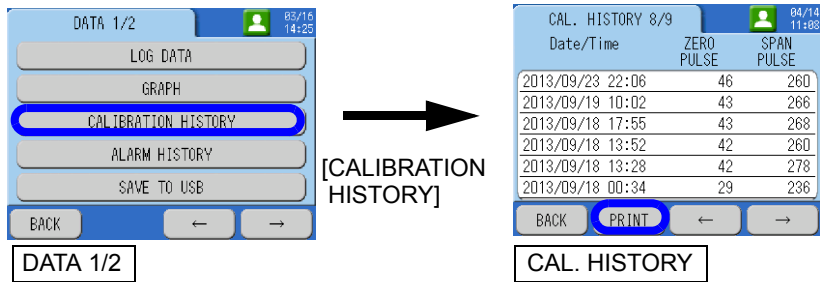 DATA 1/2
03/16
14:25
LOG DATA
GRAPH
CALIBRATION HISTORY
ALARM HISTORY
SAVE TO USB
BACK ← →
DATA 1/2
[CALIBRATION
HISTORY]
CAL. HISTORY 8/9
04/14
11:08
Date/Time ZERO PULSE SPAN PULSE
2013/09/23 22:06 46 260
2013/09/19 10:02 43 266
2013/09/18 17:55 43 268
2013/09/18 13:52 42 260
2013/09/18 13:28 42 278
2013/09/18 00:34 29 236
BACK PRINT ← →
CAL. HISTORY